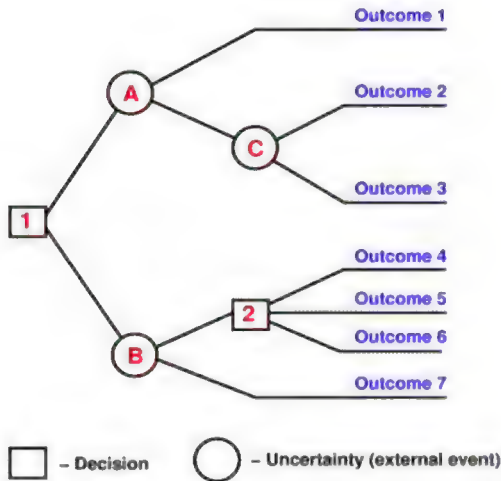 Outcome 1
A
Outcome 2
C
Outcome 3
1
Outcome 4
2
Outcome 5
Outcome 6
B
Outcome 7
– Decision
– Uncertainty (external event)